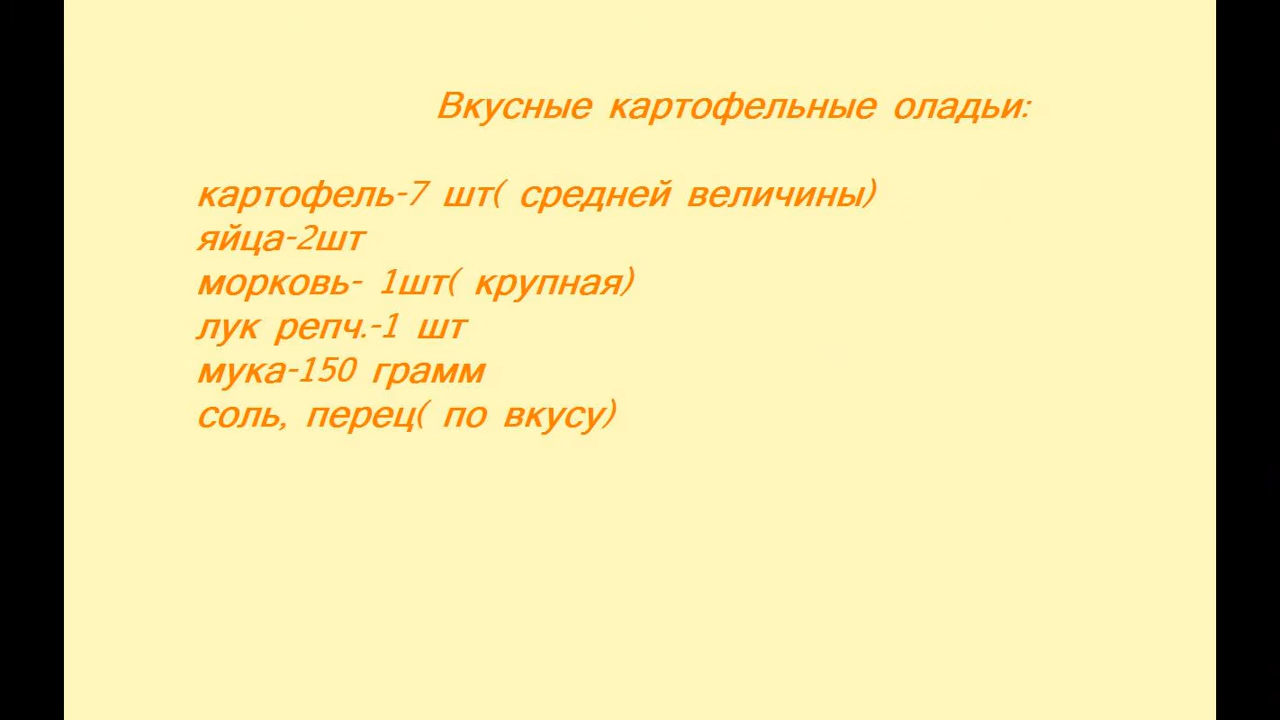 Вкусные картофельные оладьи:
картофель-7 шт( средней величины)
яйца-2шт
морковь- 1шт( крупная)
лук репч.-1 шт
мука-150 грамм
соль, перец( по вкусу)